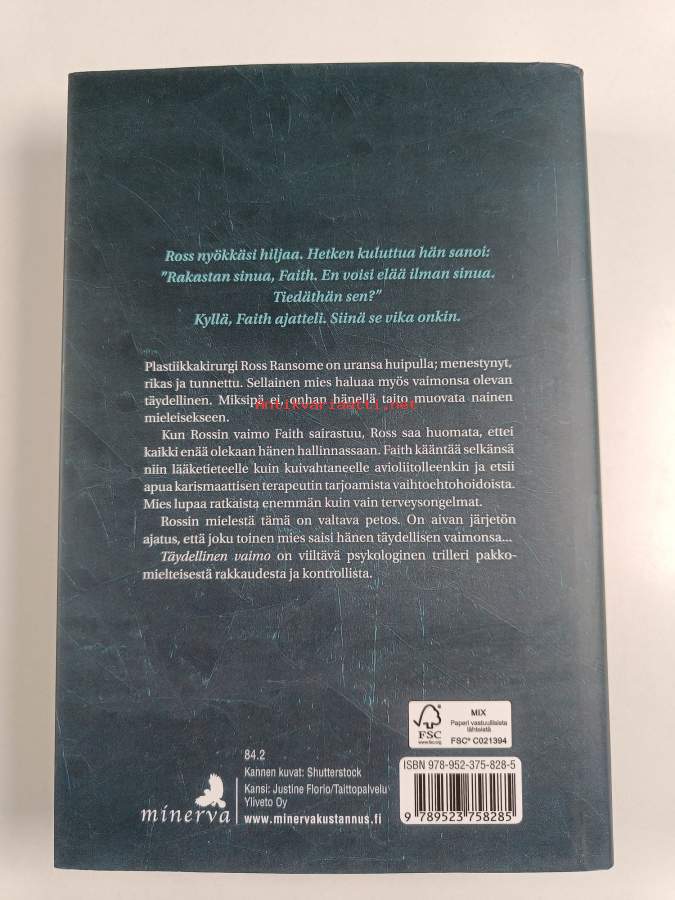 Ross nyökkäsi hiljaa. Hetken kuluttua hän sanoi:
”Rakastan sinua, Faith. En voisi elää ilman sinua.
Tiedäthän sen?”
Kyllä, Faith ajatteli. Siinä se vika onkin.
Plastiikkakirurgi Ross Ransome on uransa huipulla; menestynyt,
rikas ja tunnettu. Sellainen mies haluaa myös vaimonsa olevan
täydellinen. Miksipä ei, onhan hänellä taito muovata nainen
mieleisekseen.
Antikvariaatti.net
Kun Rossin vaimo Faith sairastuu, Ross saa huomata, ettei
kaikki enää olekaan hänen hallinnassaan. Faith kääntää selkänsä
niin lääketieteelle kuin kuivahtaneelle avioliitolleenkin ja etsii
apua karismaattisen terapeutin tarjoamista vaihtoehtohoidoista.
Mies lupaa ratkaista enemmän kuin vain terveysongelmat.
Rossin mielestä tämä on valtava petos. On aivan järjetön
ajatus, että joku toinen mies saisi hänen täydellisen vaimonsa...
Täydellinen vaimo on viiltävä psykologinen trilleri pakko-
mielteisestä rakkaudesta ja kontrollista.
FSC
www.fsc.org
MIX
Paperi vastuullisista
lähteistä
FSC® C021394
minerva
84.2
Kannen kuvat: Shutterstock
Kansi: Justine Florio/Taittopalvelu
Yliveto Oy
www.minervakustannus.fi
ISBN 978-952-375-828-5
9 789523 758285